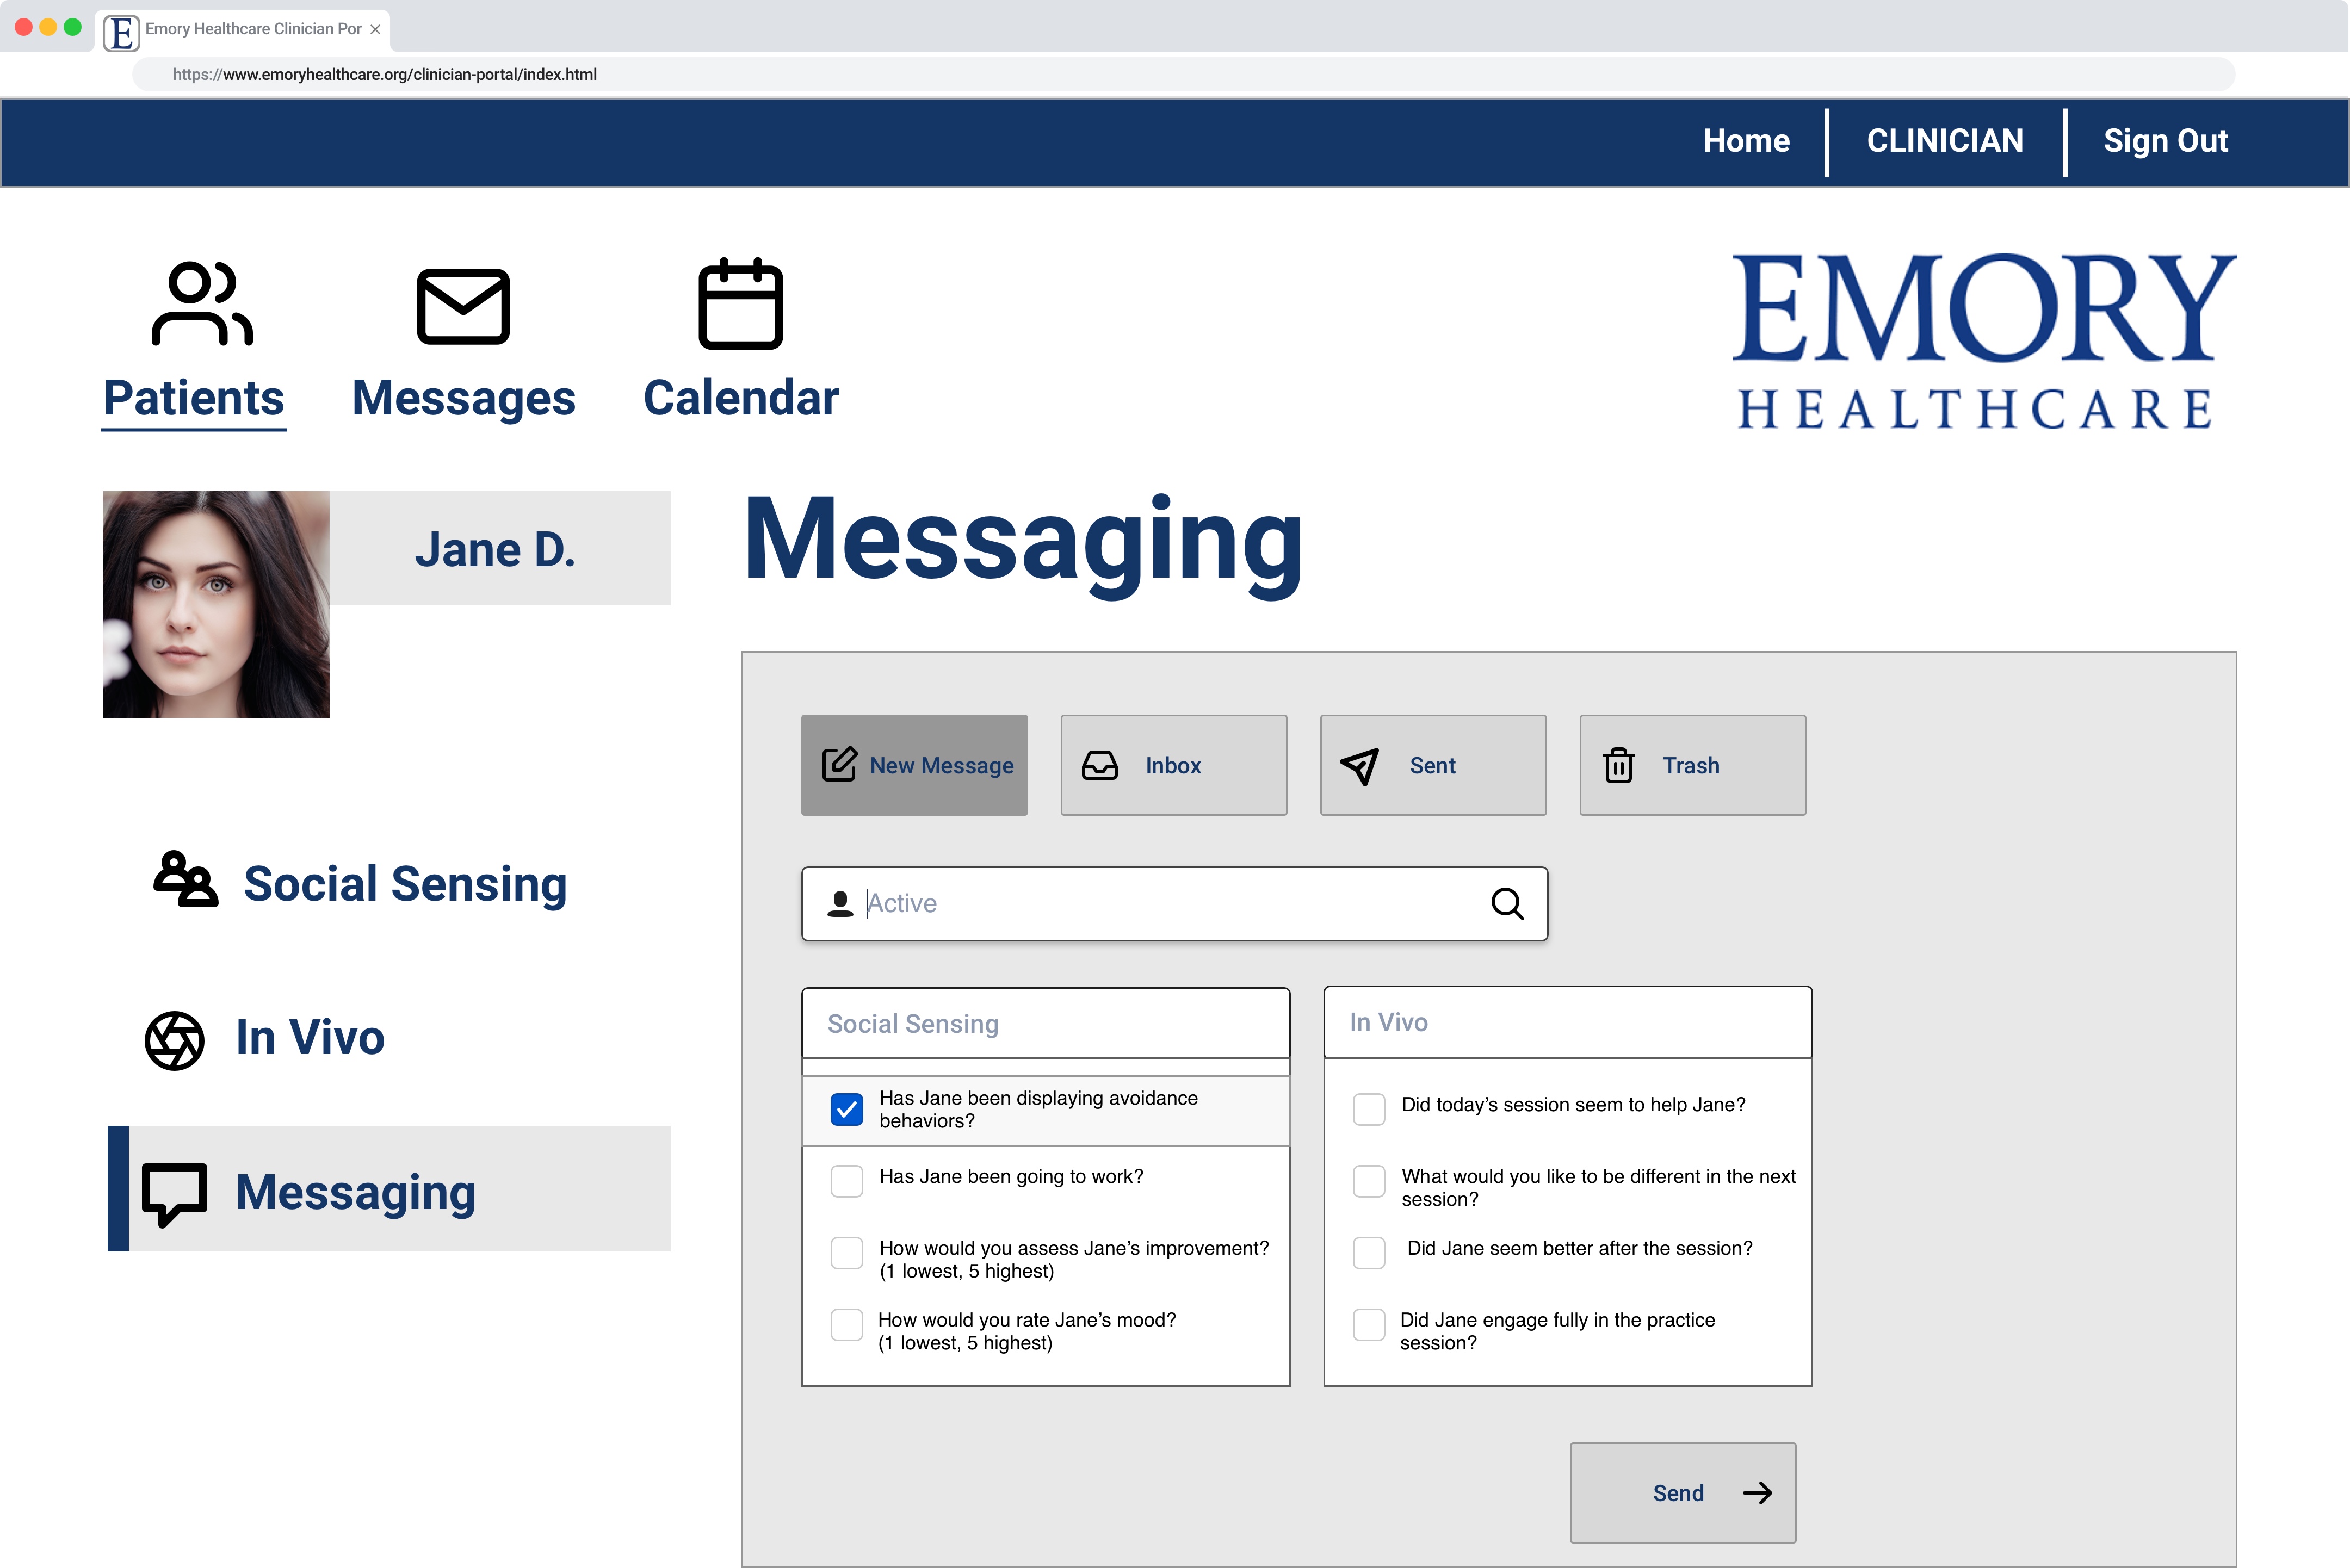 E Emory Healthcare Clinician Por
https://www.emoryhealthcare.org/clinician-portal/index.html
Home CLINICIAN Sign Out
Patients Messages Calendar
EMORY
HEALTHCARE
Jane D.
Social Sensing
In Vivo
Messaging
Messaging
New Message Inbox Sent Trash
Active
Social Sensing
Has Jane been displaying avoidance
behaviors?
Has Jane been going to work?
How would you assess Jane’s improvement?
(1 lowest, 5 highest)
How would you rate Jane’s mood?
(1 lowest, 5 highest)
In Vivo
Did today’s session seem to help Jane?
What would you like to be different in the next
session?
Did Jane seem better after the session?
Did Jane engage fully in the practice
session?
Send